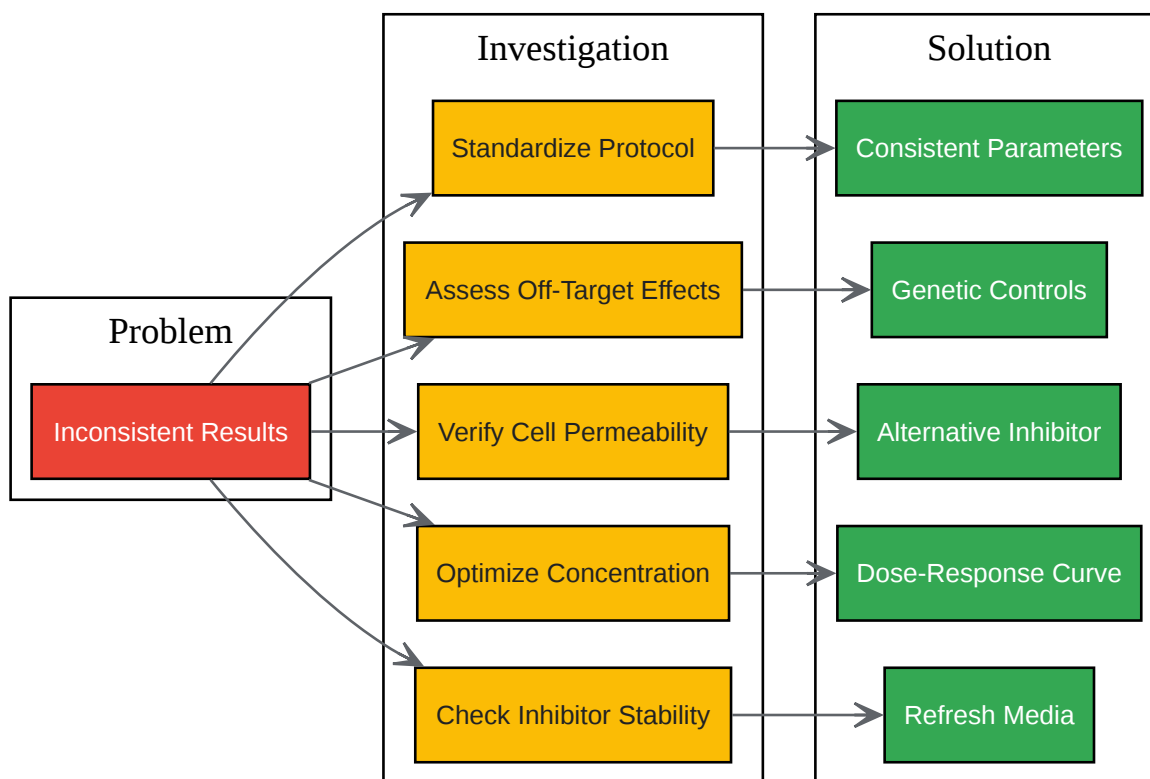 Problem
Inconsistent Results
Investigation
Standardize Protocol
Assess Off-Target Effects
Verify Cell Permeability
Optimize Concentration
Check Inhibitor Stability
Solution
Consistent Parameters
Genetic Controls
Alternative Inhibitor
Dose-Response Curve
Refresh Media